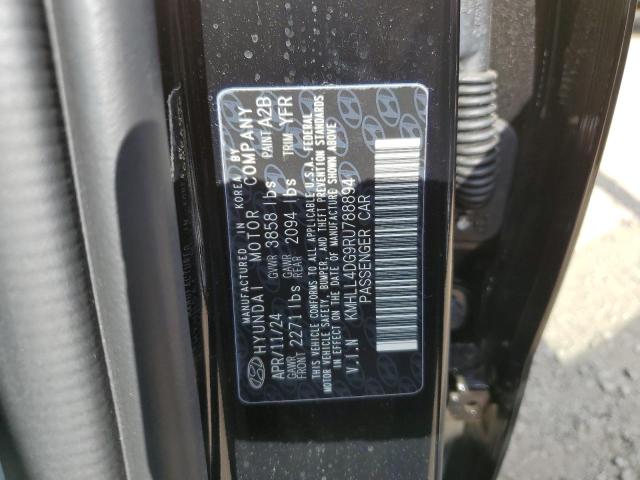 MANUFACTURED IN KOREA BY
HYUNDAI MOTOR COMPANY
APR/11/24 GVWR 3858 lbs PAINT A2B
GAWR FRONT 2271 lbs GAWR REAR 2094 lbs TRIM YFR
THIS VEHICLE CONFORMS TO ALL APPLICABLE U.S.A. FEDERAL
MOTOR VEHICLE SAFETY, BUMPER, AND THEFT PREVENTION STANDARDS
IN EFFECT ON THE DATE OF MANUFACTURE SHOWN ABOVE
V.I.N KMHLL4DG9RU788894
PASSENGER CAR